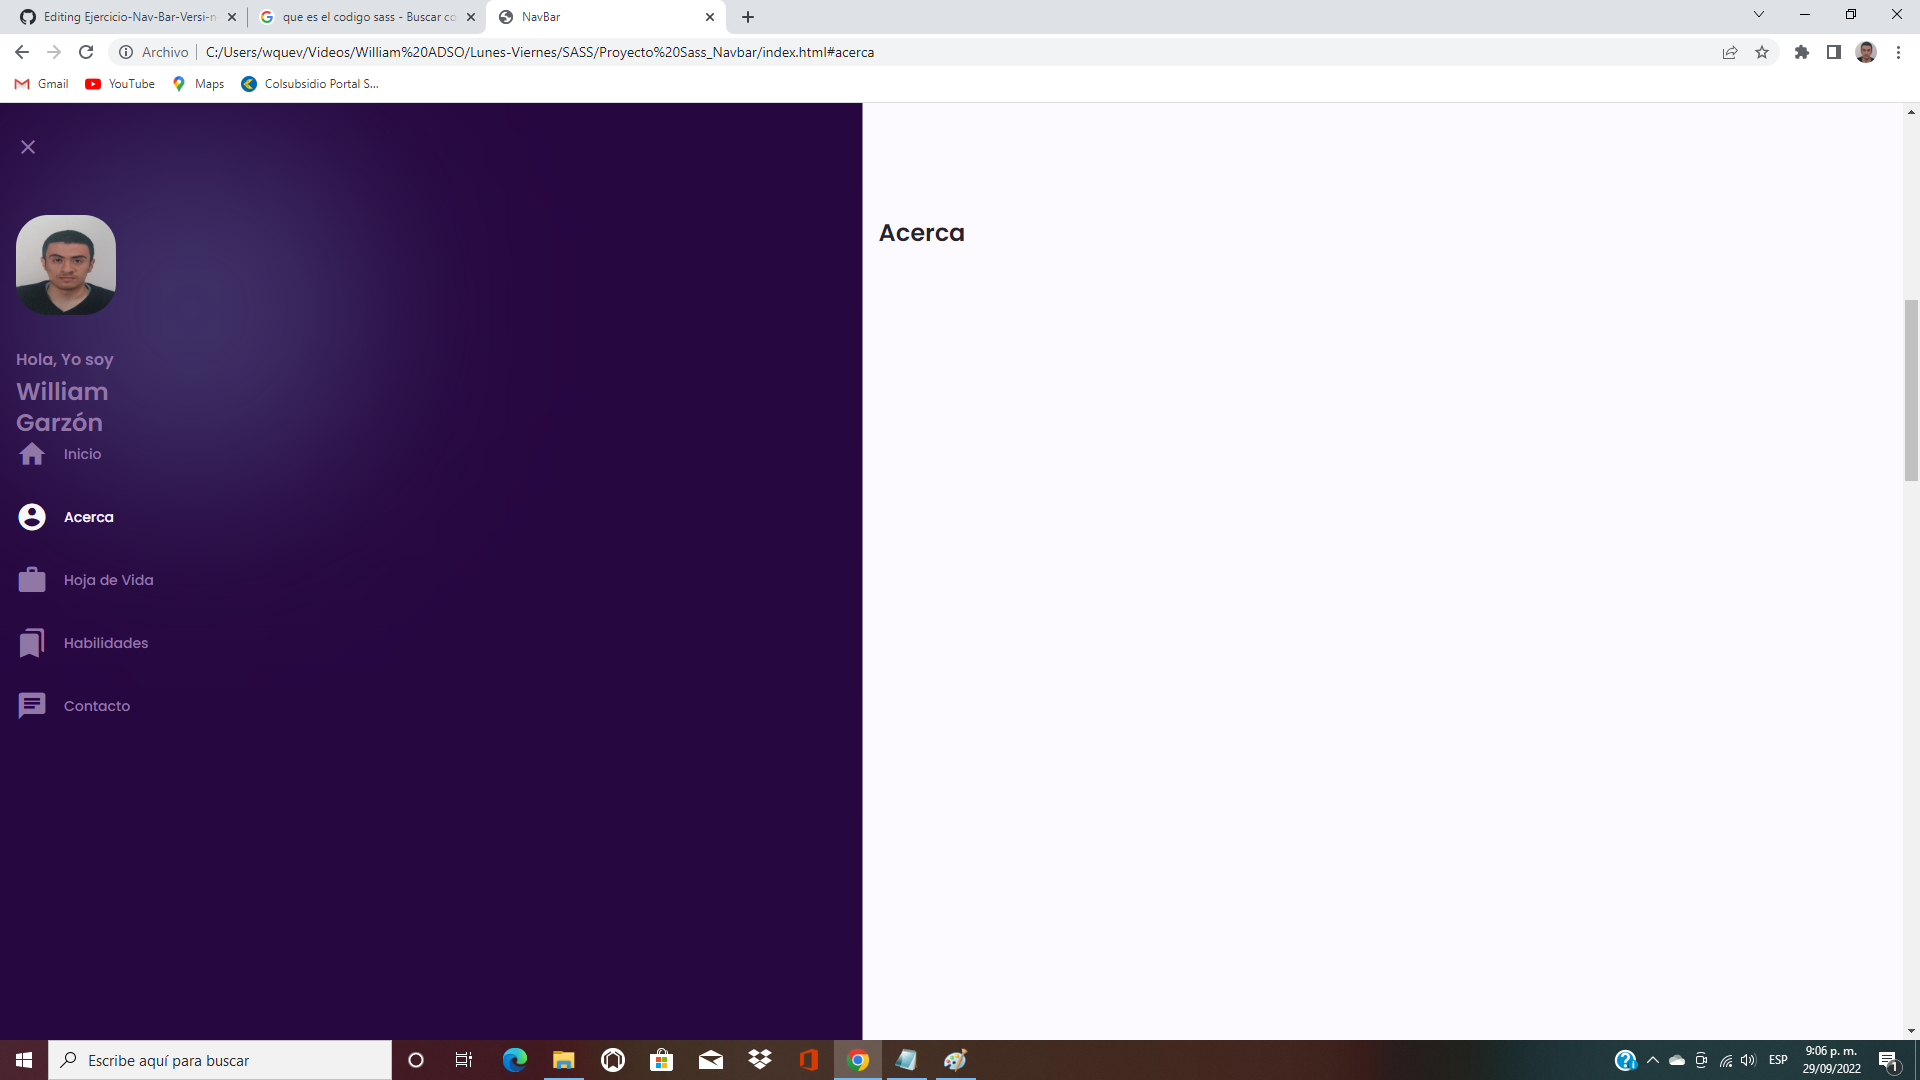 Editing Ejercicio-Nav-Bar-Versi-n
que es el codigo sass - Buscar co
NavBar
Archivo
C:/Users/wquev/Videos/William%20ADSO/Lunes-Viernes/SASS/Proyecto%20Sass_Navbar/index.html#acerca
Gmail
YouTube
Maps
Colsubsidio Portal S...
Hola, Yo soy
William
Garzón
Inicio
Acerca
Hoja de Vida
Habilidades
Contacto
Acerca
Escribe aquí para buscar
ESP
9:06 p. m.
29/09/2022
1